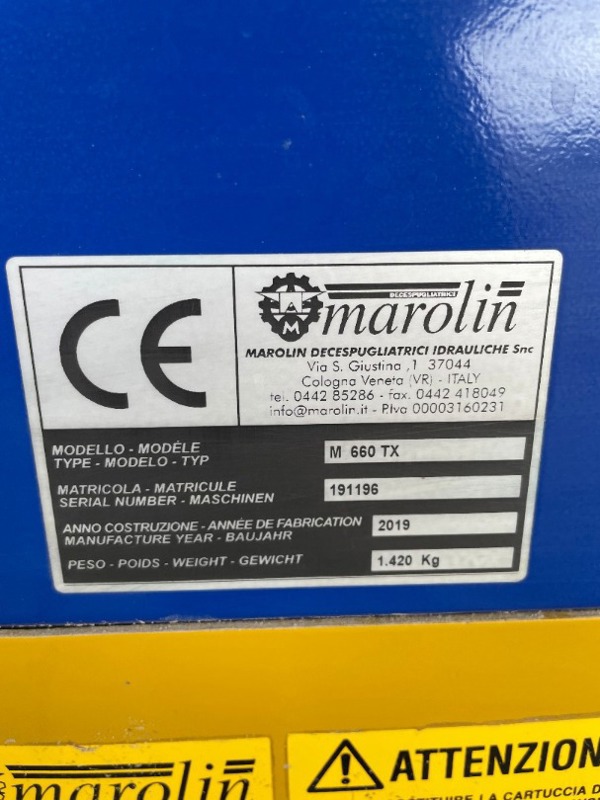 CE
DECESPUGLIATRICI
marolin
MAROLIN DECESPUGLIATRICI IDRAULICHE Snc
Via S. Giustina ,1 37044
Cologna Veneta (VR) - ITALY
tel. 0442 85286 - fax. 0442 418049
info@marolin.it - P.Iva 00003160231
MODELLO - MODÈLE
TYPE - MODELO - TYP
M 660 TX
MATRICOLA - MATRICULE
SERIAL NUMBER - MASCHINEN
191196
ANNO COSTRUZIONE - ANNÉE DE FABRICATION
MANUFACTURE YEAR - BAUJAHR
2019
PESO - POIDS - WEIGHT - GEWICHT
1.420 Kg
marolin
ATTENZION
LA CARTUCCIA D